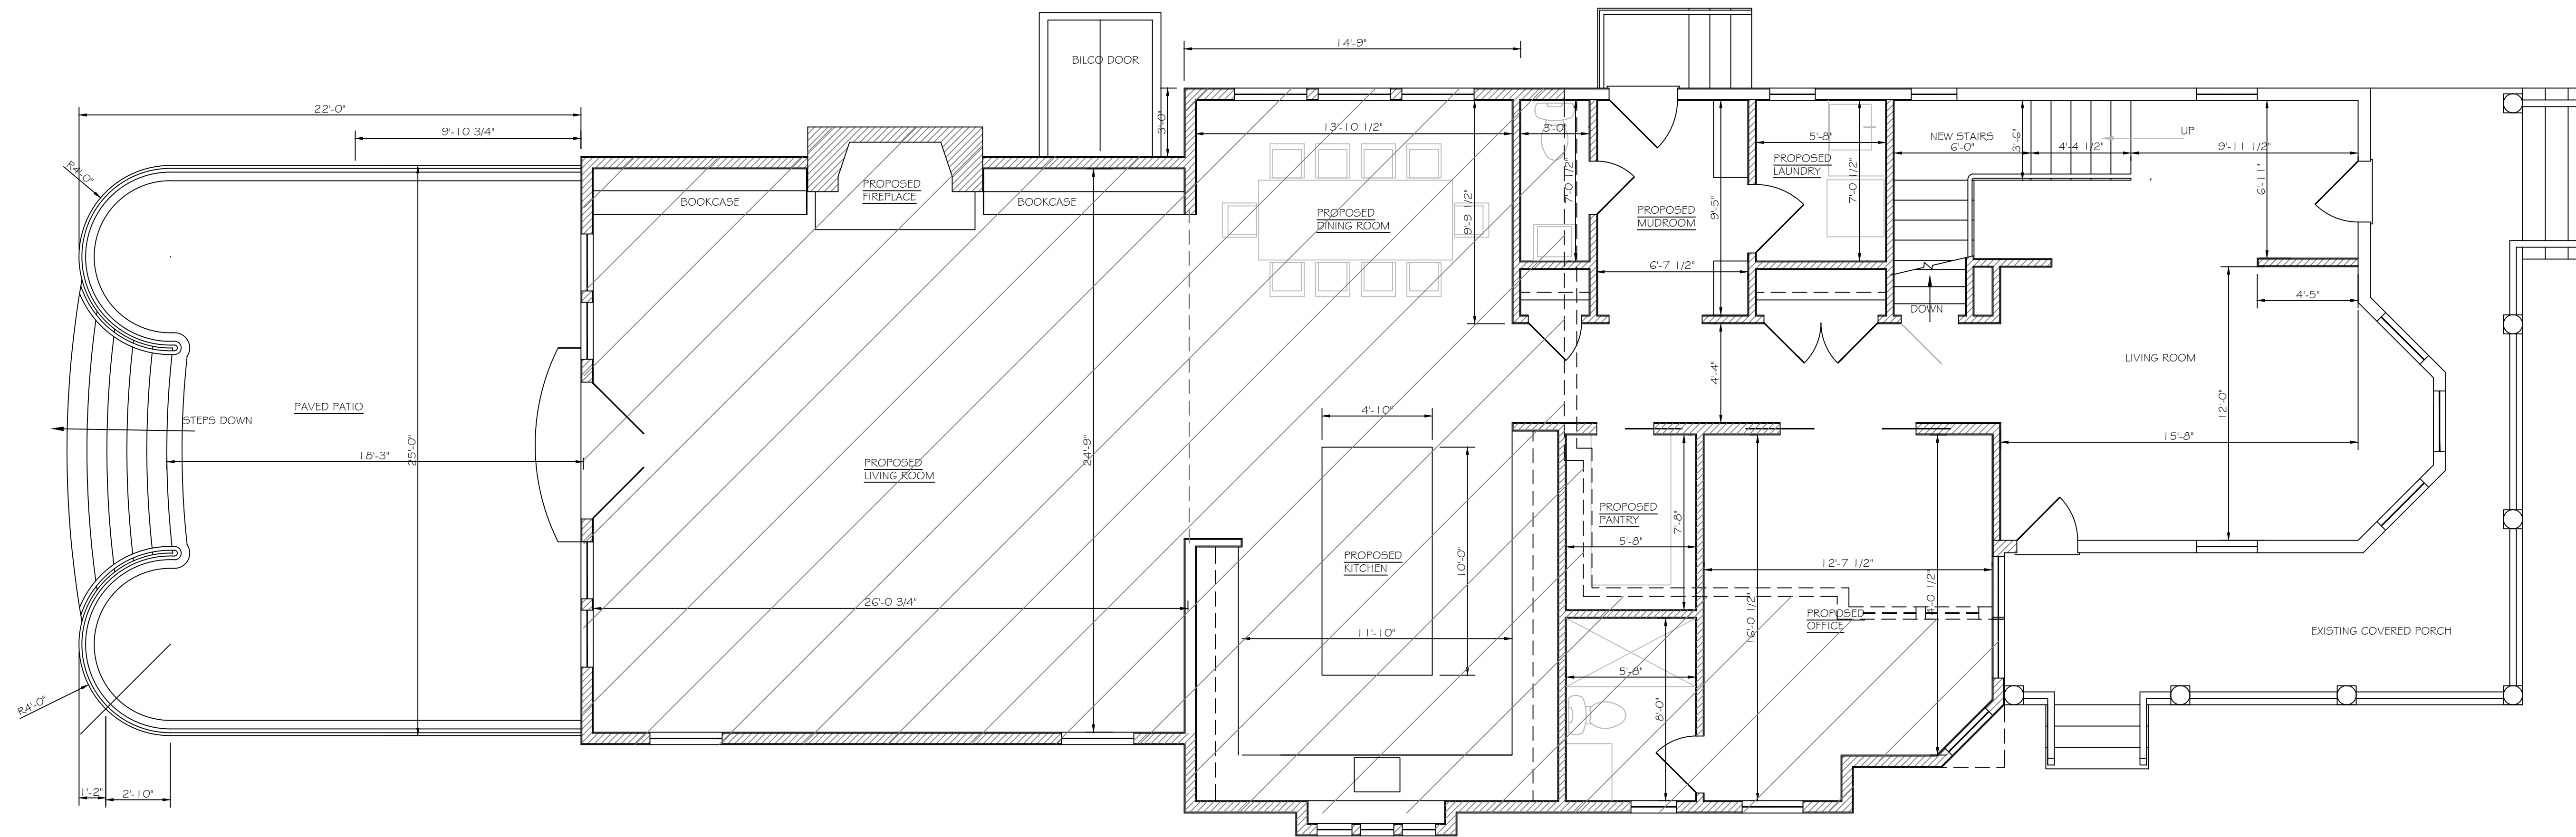 14'-9"
BILCO DOOR
22'-0"
9'-10 3/4"
3'-0"
13'-10 1/2"
3'-0"
5'-8"
NEW STAIRS
6'-0"
3'-6"
UP
4'-4 1/2"
9'-11 1/2"
R4'-0"
PROPOSED
FIREPLACE
BOOKCASE
BOOKCASE
PROPOSED
DINING ROOM
9'-9 1/2"
7'-0 1/2"
PROPOSED
MUDROOM
9'-5"
PROPOSED
LAUNDRY
7'-0 1/2"
6'-11"
6'-7 1/2"
4'-5"
DOWN
4'-4"
LIVING ROOM
12'-0"
15'-8"
PAVED PATIO
STEPS DOWN
18'-3"
25'-0"
PROPOSED
LIVING ROOM
24'-9"
4'-10"
10'-0"
PROPOSED
KITCHEN
PROPOSED
PANTRY
7'-8"
5'-8"
12'-7 1/2"
26'-0 3/4"
11'-10"
16'-0 1/2"
PROPOSED
OFFICE
EXISTING COVERED PORCH
5'-8"
8'-0"
R4'-0"
1'-2"
2'-10"